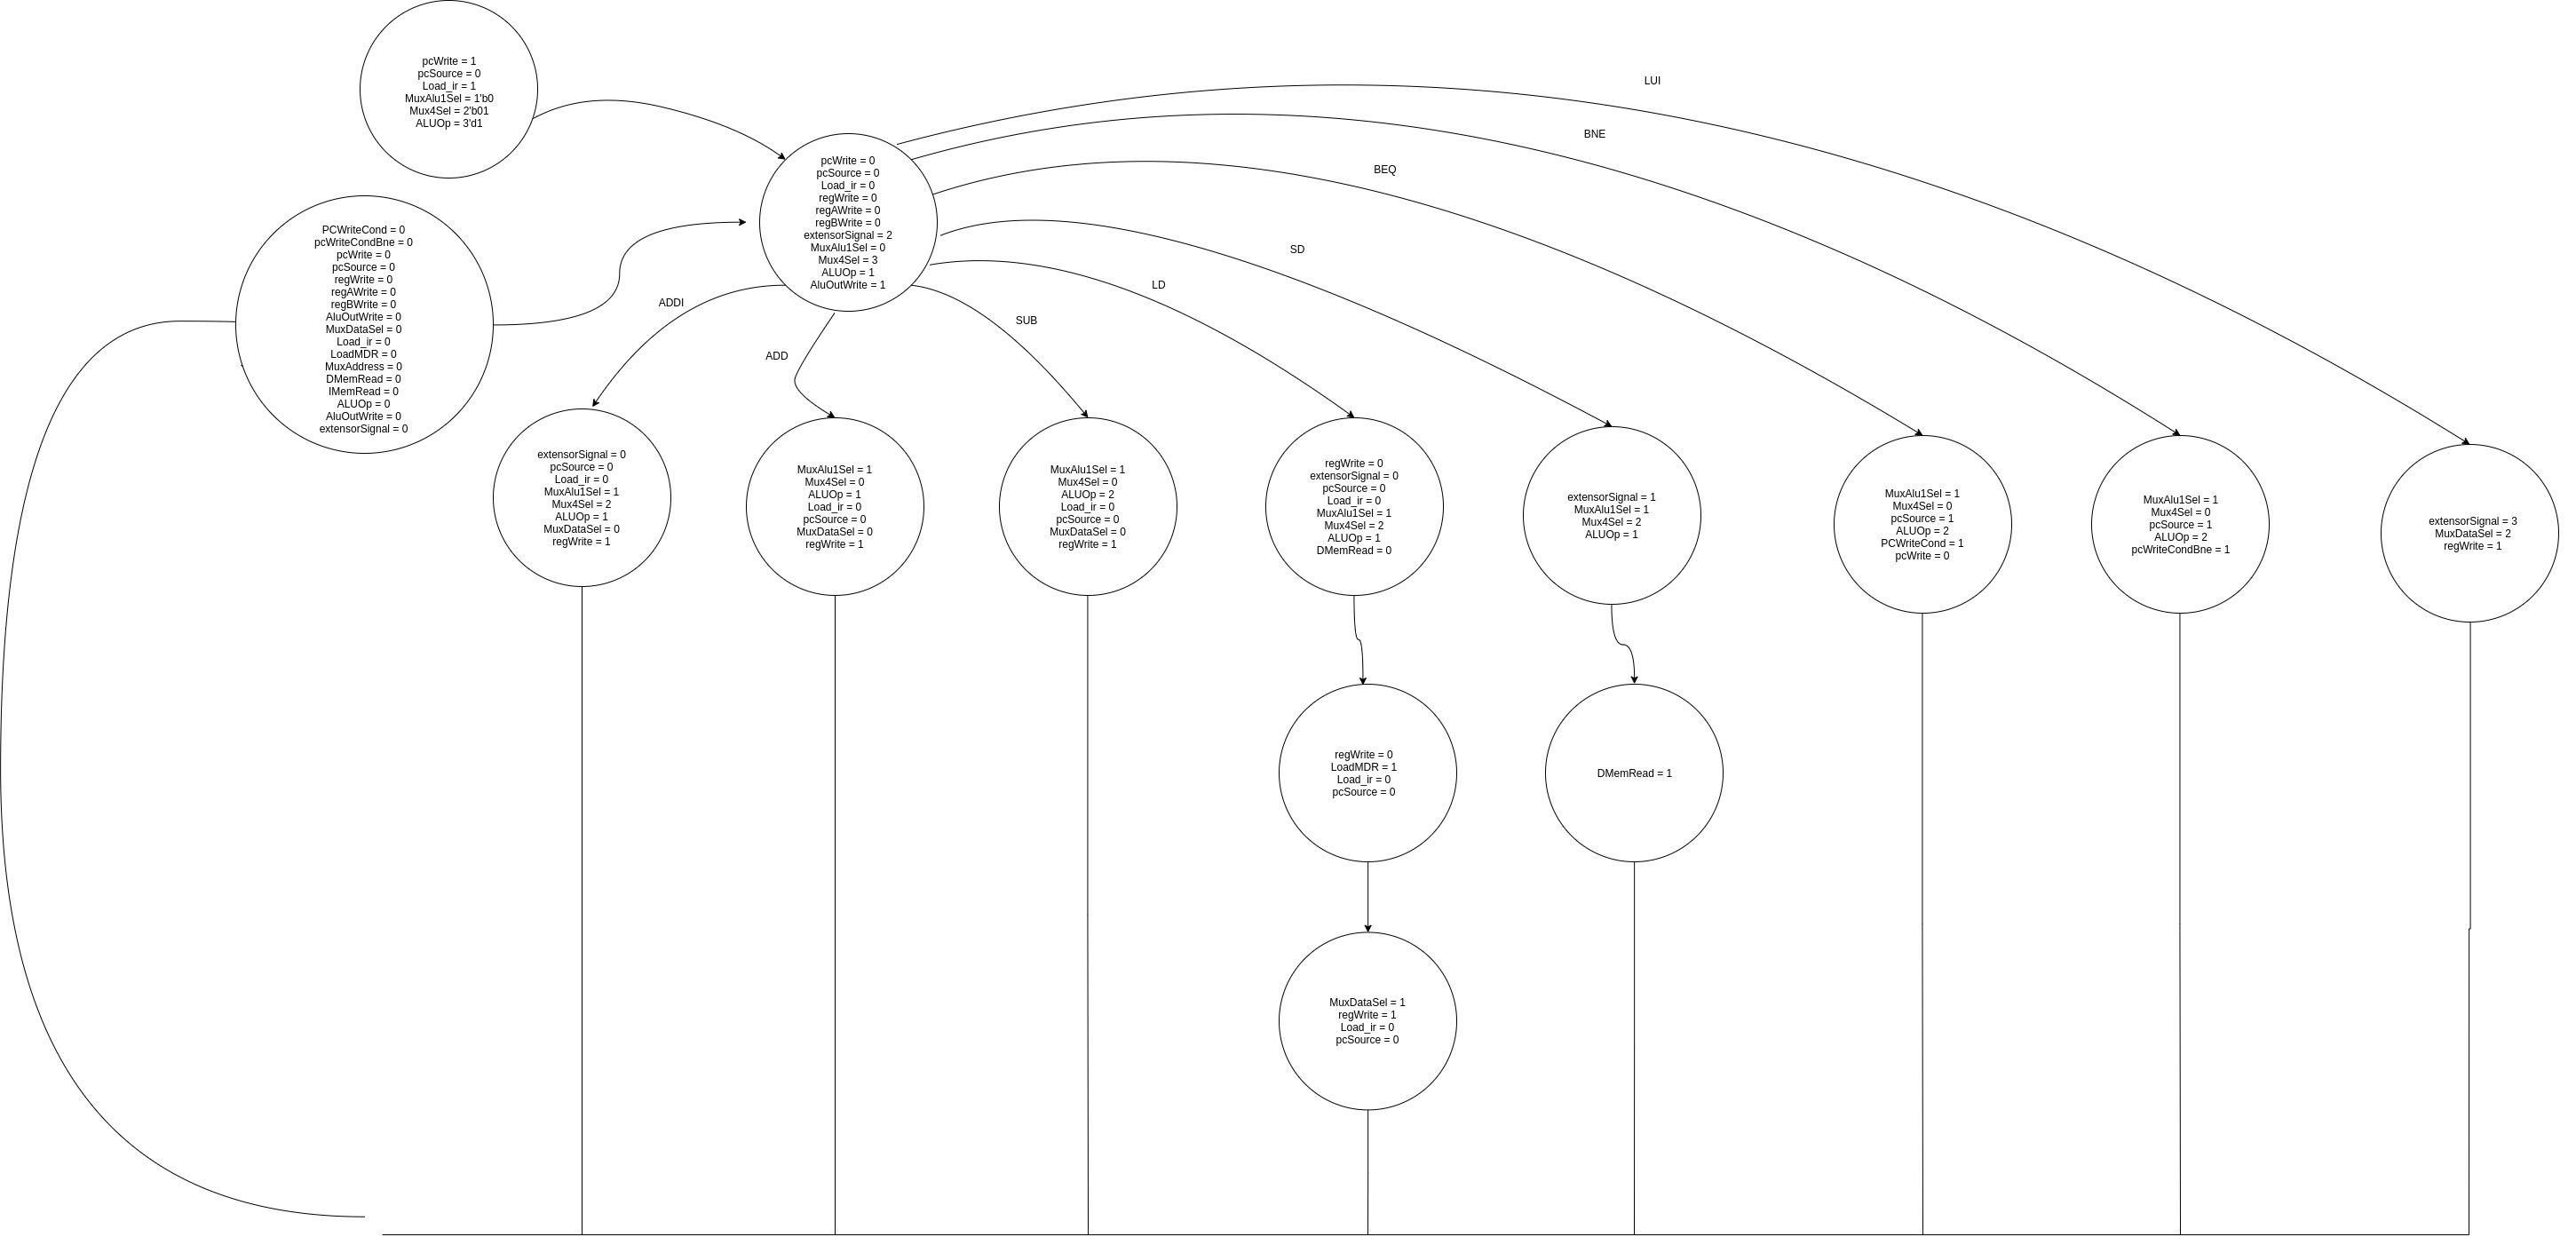 pcWrite = 1
pcSource = 0
Load_ir = 1
MuxAlu1Sel = 1'b0
Mux4Sel = 2'b01
ALUOp = 3'd1
LUI
BNE
BEQ
SD
LD
SUB
ADD
ADDI
pcWrite = 0
pcSource = 0
Load_ir = 0
regWrite = 0
regAWrite = 0
regBWrite = 0
extensorSignal = 2
MuxAlu1Sel = 0
Mux4Sel = 3
ALUOp = 1
AluOutWrite = 1
PCWriteCond = 0
pcWriteCondBne = 0
pcWrite = 0
pcSource = 0
regWrite = 0
regAWrite = 0
regBWrite = 0
AluOutWrite = 0
MuxDataSel = 0
Load_ir = 0
LoadMDR = 0
MuxAddress = 0
DMemRead = 0
IMemRead = 0
ALUOp = 0
AluOutWrite = 0
extensorSignal = 0
extensorSignal = 0
pcSource = 0
Load_ir = 0
MuxAlu1Sel = 1
Mux4Sel = 2
ALUOp = 1
MuxDataSel = 0
regWrite = 1
MuxAlu1Sel = 1
Mux4Sel = 0
ALUOp = 1
Load_ir = 0
pcSource = 0
MuxDataSel = 0
regWrite = 1
MuxAlu1Sel = 1
Mux4Sel = 0
ALUOp = 2
Load_ir = 0
pcSource = 0
MuxDataSel = 0
regWrite = 1
regWrite = 0
extensorSignal = 0
pcSource = 0
Load_ir = 0
MuxAlu1Sel = 1
Mux4Sel = 2
ALUOp = 1
DMemRead = 0
extensorSignal = 1
MuxAlu1Sel = 1
Mux4Sel = 2
ALUOp = 1
MuxAlu1Sel = 1
Mux4Sel = 0
pcSource = 1
ALUOp = 2
PCWriteCond = 1
pcWrite = 0
MuxAlu1Sel = 1
Mux4Sel = 0
pcSource = 1
ALUOp = 2
pcWriteCondBne = 1
extensorSignal = 3
MuxDataSel = 2
regWrite = 1
regWrite = 0
LoadMDR = 1
Load_ir = 0
pcSource = 0
DMemRead = 1
MuxDataSel = 1
regWrite = 1
Load_ir = 0
pcSource = 0